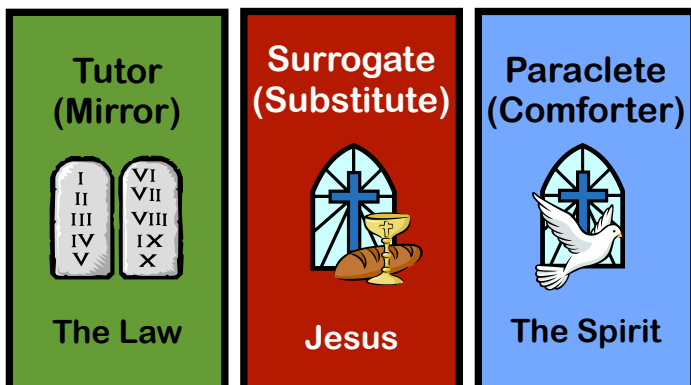 Tutor
(Mirror)
I
II
III
IV
V
VI
VII
VIII
IX
X
The Law
Surrogate
(Substitute)
Jesus
Paraclete
(Comforter)
The Spirit